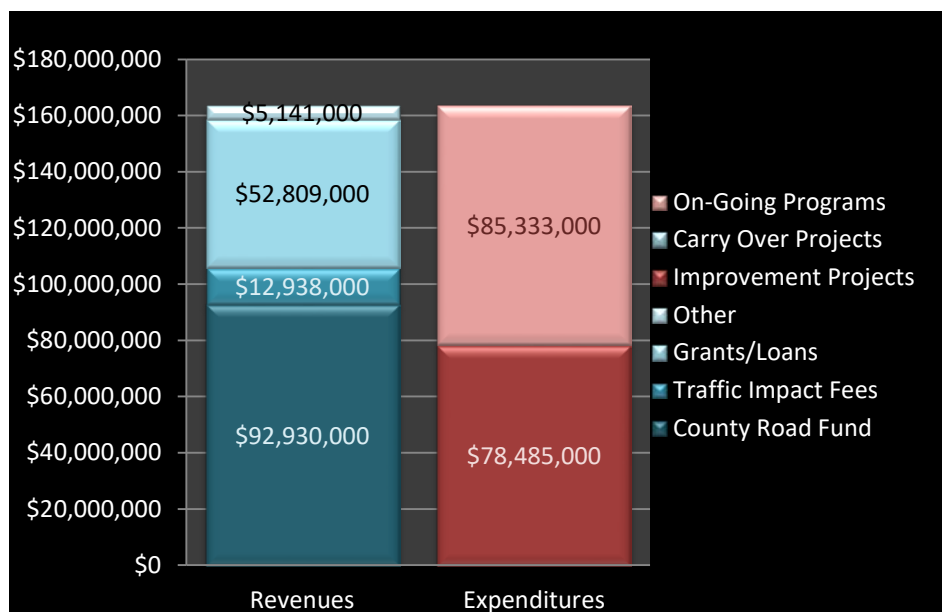 $180,000,000
$160,000,000
$140,000,000
$120,000,000
$100,000,000
$80,000,000
$60,000,000
$40,000,000
$20,000,000
$0
$5,141,000
$52,809,000
$12,938,000
$92,930,000
$85,333,000
$78,485,000
Revenues
Expenditures
On-Going Programs
Carry Over Projects
Improvement Projects
Other
Grants/Loans
Traffic Impact Fees
County Road Fund